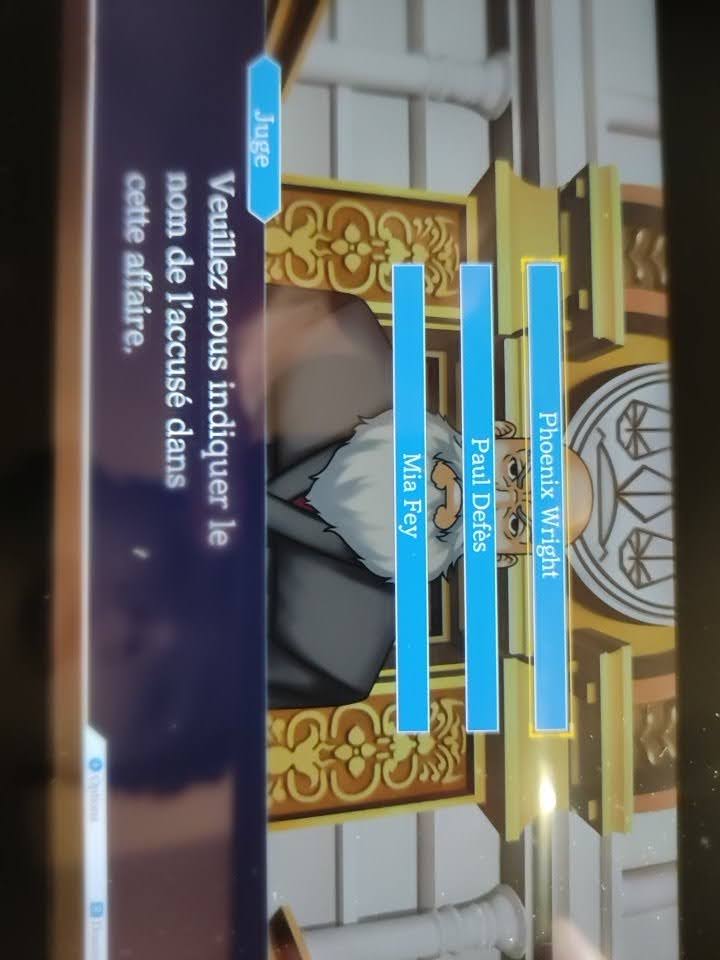 Phoenix Wright
Paul Defès
Mia Fey
Juge
Veuillez nous indiquer le
nom de l'accusé dans
cette affaire.
Options